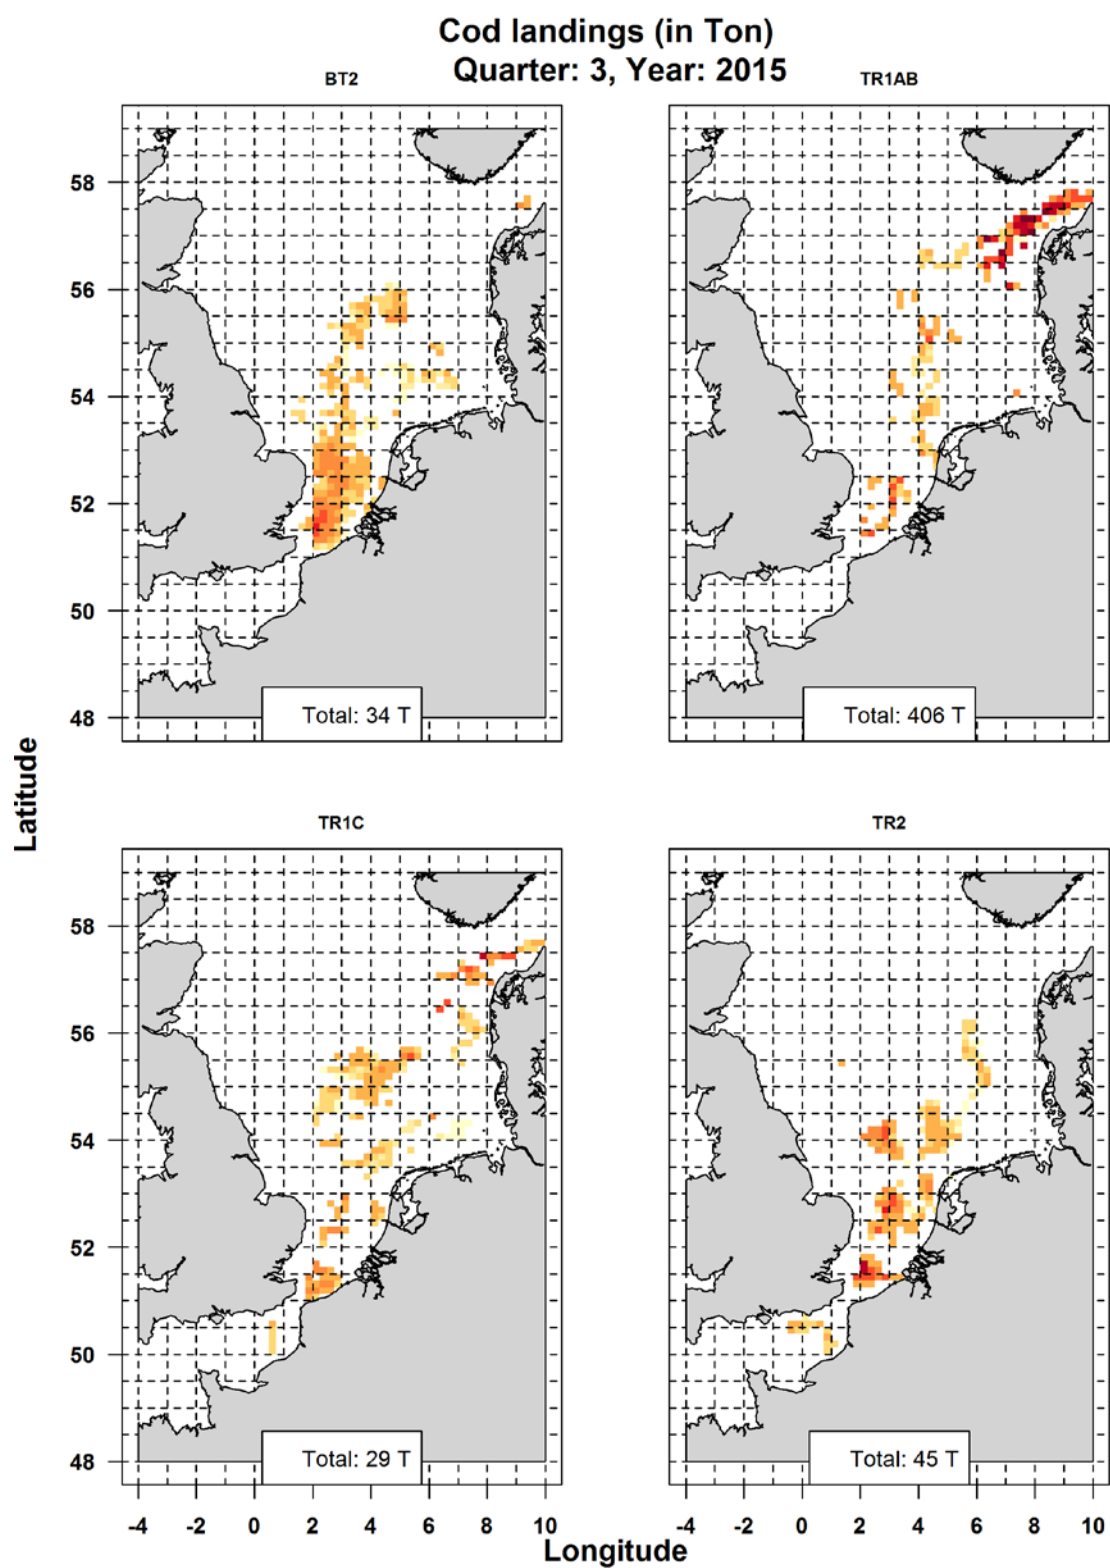 Cod landings (in Ton)
Quarter: 3, Year: 2015
BT2
TR1AB
58
56
54
52
50
48
Total: 34 T
Total: 406 T
Latitude
TR1C
TR2
58
56
54
52
50
48
Total: 29 T
Total: 45 T
-4 -2 0 2 4 6 8 10
-4 -2 0 2 4 6 8 10
Longitude